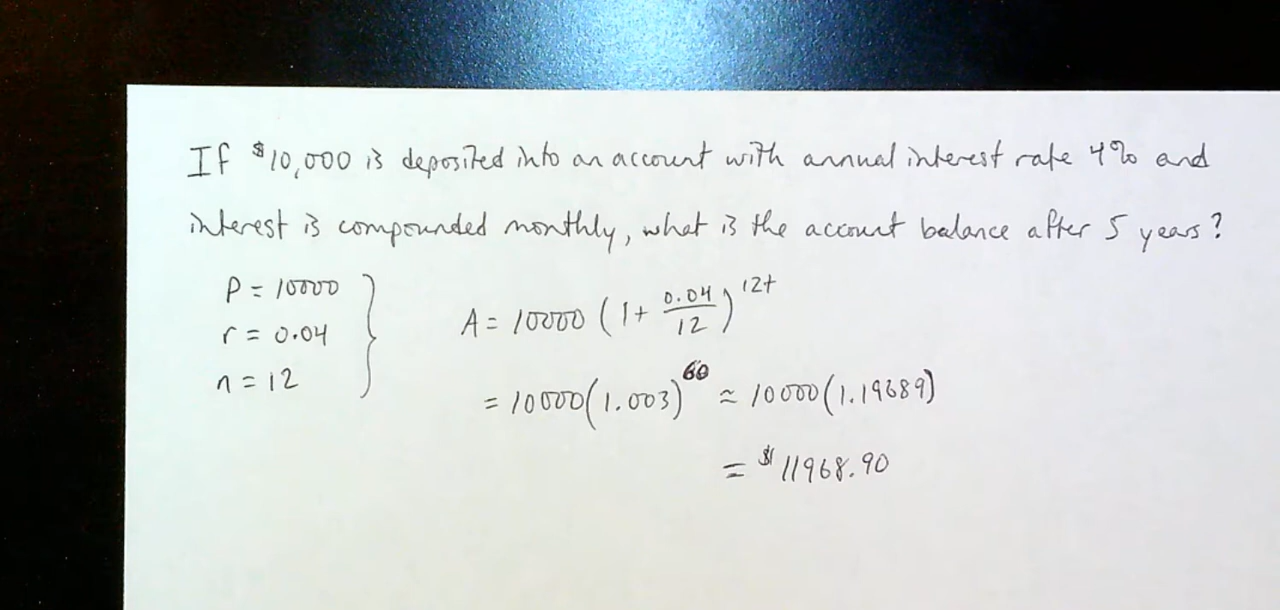 If $10,000 is deposited into an account with annual interest rate 4% and
interest is compounded monthly, what is the account balance after 5 years?
P = 10000
r = 0.04
n = 12
A = 10000 (1 + 0.04/12)^12t
= 10000(1.003)^60 ≈ 10000(1.19689)
= $11968.90